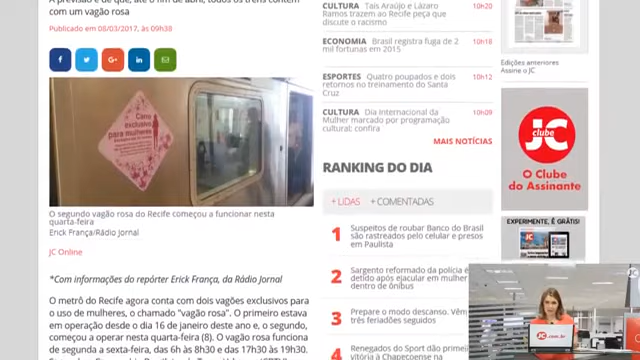 A previsão é de que, até o fim de abril, todos os trens contem
com um vagão rosa
Publicado em 08/03/2017, às 09h38
Carro
exclusivo
para mulheres
O segundo vagão rosa do Recife começou a funcionar nesta
quarta-feira
Erick França/Rádio Jornal
JC Online
*Com informações do repórter Erick França, da Rádio Jornal
O metrô do Recife agora conta com dois vagões exclusivos para
o uso de mulheres, o chamado "vagão rosa". O primeiro estava
em operação desde o dia 16 de janeiro deste ano e, o segundo,
começou a operar nesta quarta-feira (8). O vagão rosa funciona
de segunda a sexta-feira, das 6h às 8h30 e das 17h30 às 19h30.
CULTURA Taís Araújo e Lázaro
Ramos trazem ao Recife peça que
discute o racismo
10h20
ECONOMIA Brasil registra fuga de 2
mil fortunas em 2015
10h18
ESPORTES Quatro poupados e dois
retornos no treinamento do Santa
Cruz
10h12
CULTURA Dia Internacional da
Mulher marcado por programação
cultural; confira
10h09
MAIS NOTÍCIAS
RANKING DO DIA
+ LIDAS + COMENTADAS
1 Suspeitos de roubar Banco do Brasil
são rastreados pelo celular e presos
em Paulista
2 Sargento reformado da polícia é
detido após ejacular em mulher
dentro de ônibus
3 Prepare o modo descanso. Vêm
três feriadões seguidos
4 Renegados do Sport dão primeira
vitória à Chapecoense na
Edições anteriores
Assine o JC
clube
JC
O Clube
do Assinante
EXPERIMENTE, É GRÁTIS!
JC
JC.com.br